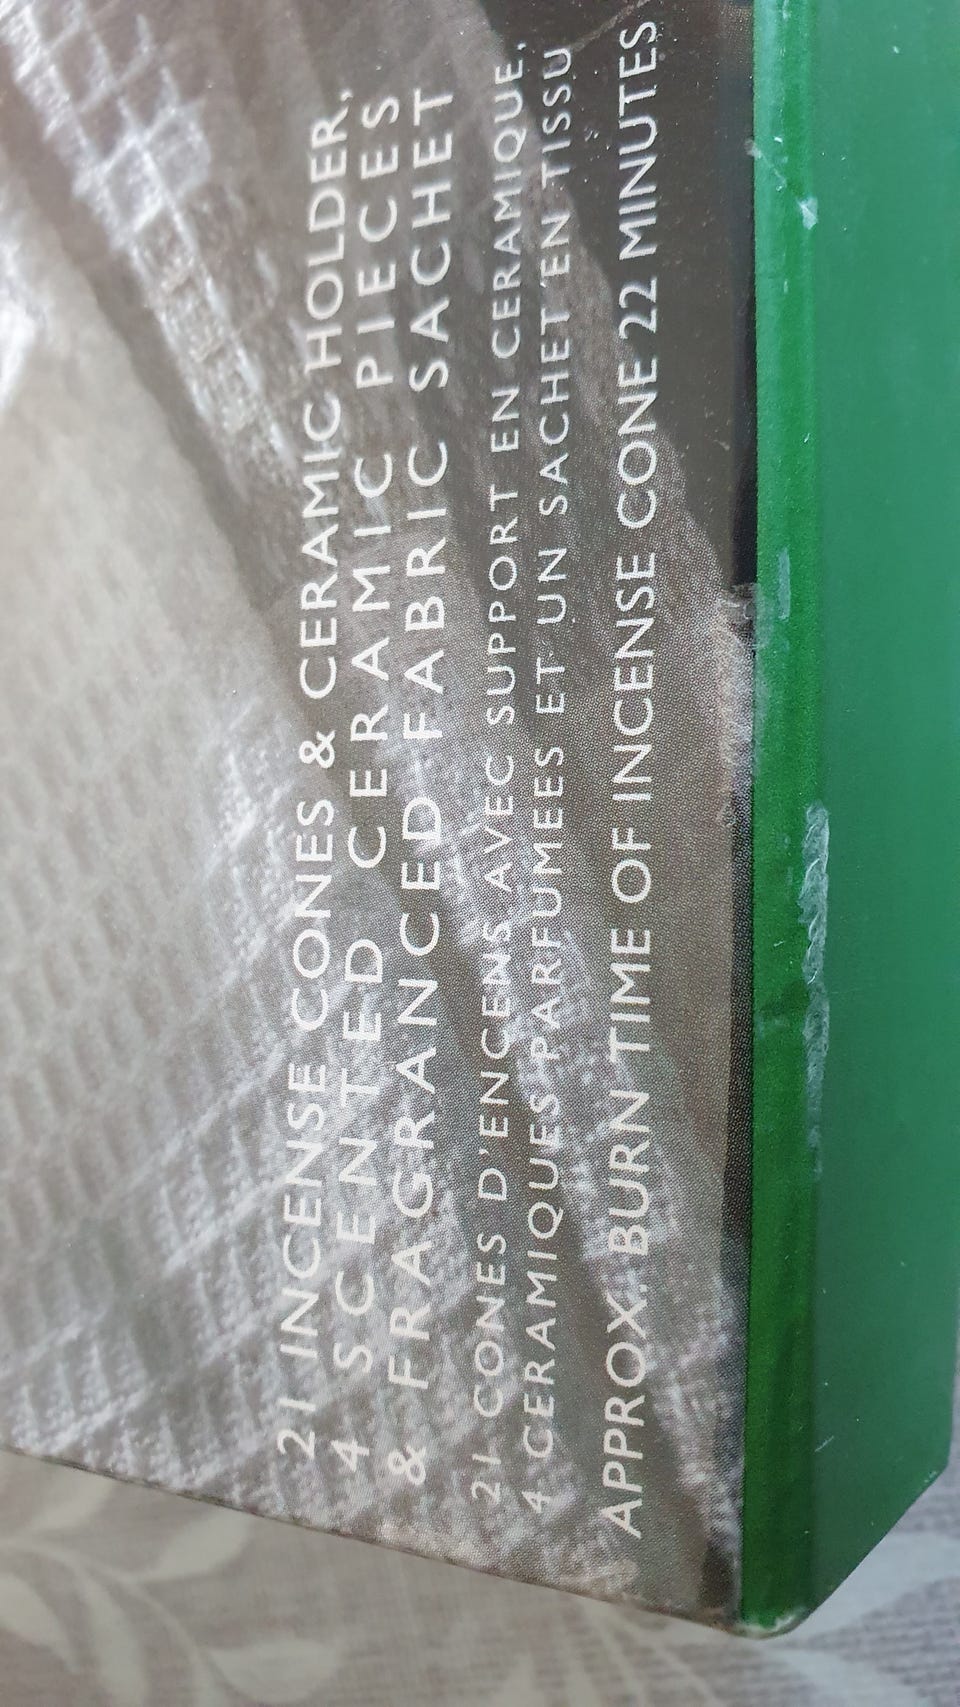 21 INCENSE CONES & CERAMIC HOLDER,
4 SCENTED CERAMIC PIECES
& FRAGRANCED FABRIC SACHET
21 CONES D'ENCENS AVEC SUPPORT EN CERAMIQUE,
4 CERAMIQUES PARFUMEES ET UN SACHET EN TISSU
APPROX. BURN TIME OF INCENSE CONE 22 MINUTES